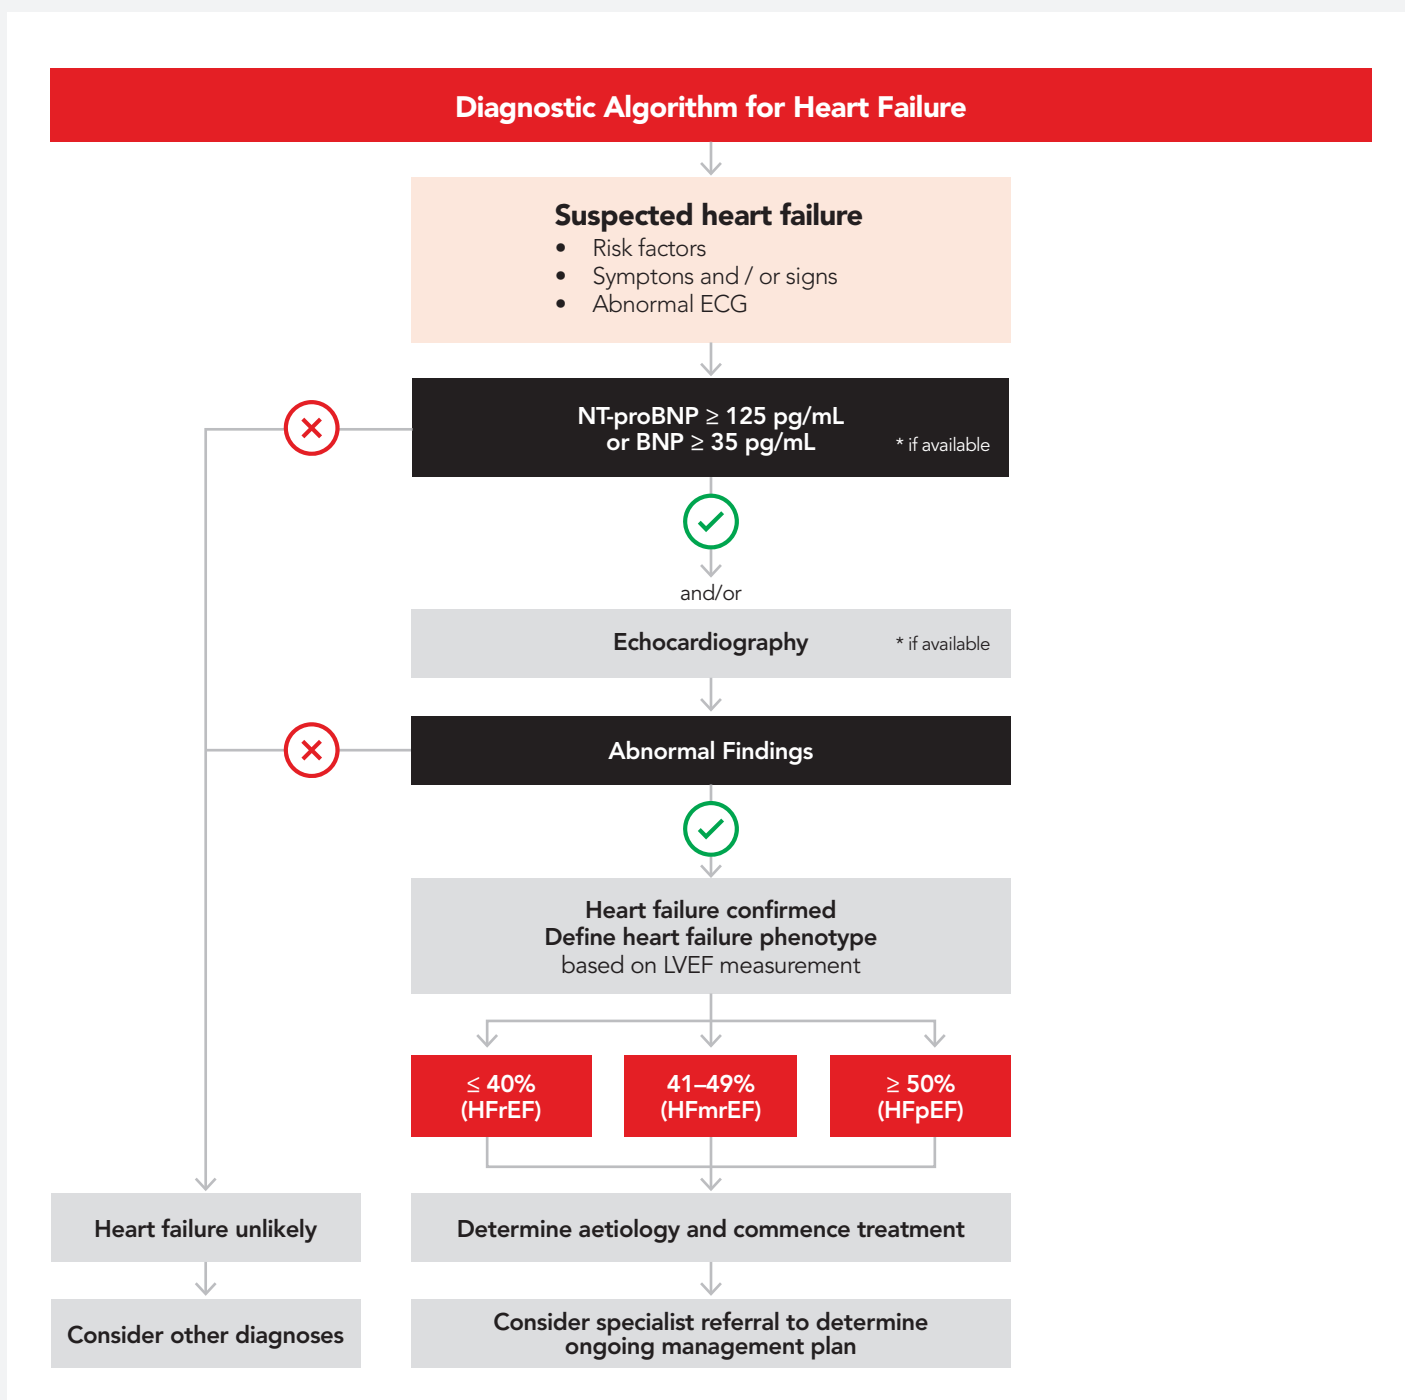 Diagnostic Algorithm for Heart Failure
Suspected heart failure
• Risk factors
• Symptons and / or signs
• Abnormal ECG
NT-proBNP ≥ 125 pg/mL
or BNP ≥ 35 pg/mL * if available
and/or
Echocardiography * if available
Abnormal Findings
Heart failure confirmed
Define heart failure phenotype
based on LVEF measurement
≤ 40%
(HFrEF)
41–49%
(HFmrEF)
≥ 50%
(HFpEF)
Heart failure unlikely
Determine aetiology and commence treatment
Consider other diagnoses
Consider specialist referral to determine
ongoing management plan